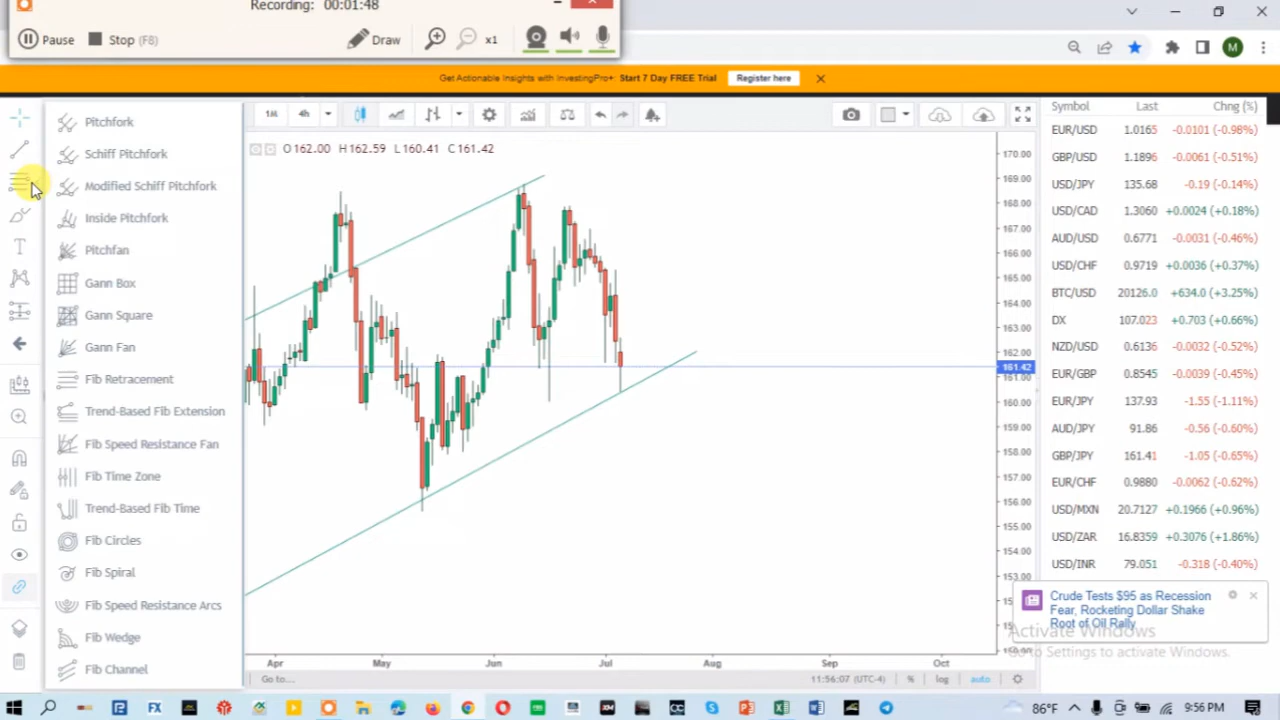 Recording: 00:01:48
Pause Stop (F8) Draw x1
M
Get Actionable Insights with InvestingPro+: Start 7 Day FREE Trial Register here
4h
O 162.00 H 162.59 L 160.41 C 161.42
Pitchfork
Schiff Pitchfork
Modified Schiff Pitchfork
Inside Pitchfork
Pitchfan
Gann Box
Gann Square
Gann Fan
Fib Retracement
Trend-Based Fib Extension
Fib Speed Resistance Fan
Fib Time Zone
Trend-Based Fib Time
Fib Circles
Fib Spiral
Fib Speed Resistance Arcs
Fib Wedge
Fib Channel
170.00
169.00
168.00
167.00
166.00
165.00
164.00
163.00
162.00
161.42
161.00
160.00
159.00
158.00
157.00
156.00
155.00
154.00
153.00
Apr May Jun Jul Aug Sep Oct
Go to... 11:56:07 (UTC-4) % log auto
Symbol Last Chng (%)
EUR/USD 1.0165 -0.0101 (-0.98%)
GBP/USD 1.1896 -0.0061 (-0.51%)
USD/JPY 135.68 -0.19 (-0.14%)
USD/CAD 1.3060 +0.0024 (+0.18%)
AUD/USD 0.6771 -0.0031 (-0.46%)
USD/CHF 0.9719 +0.0036 (+0.37%)
BTC/USD 20126.0 +634.0 (+3.25%)
DX 107.023 +0.703 (+0.66%)
NZD/USD 0.6136 -0.0032 (-0.52%)
EUR/GBP 0.8545 -0.0039 (-0.45%)
EUR/JPY 137.93 -1.55 (-1.11%)
AUD/JPY 91.86 -0.56 (-0.60%)
GBP/JPY 161.41 -1.05 (-0.65%)
EUR/CHF 0.9880 -0.0062 (-0.62%)
USD/MXN 20.7127 +0.1966 (+0.96%)
USD/ZAR 16.8359 +0.3076 (+1.86%)
USD/INR 79.051 -0.318 (-0.40%)
Crude Tests $95 as Recession
Fear, Rocketing Dollar Shake
Root of Oil Rally
Activate Windows
Go to Settings to activate Windows.
FX XM 86°F 9:56 PM